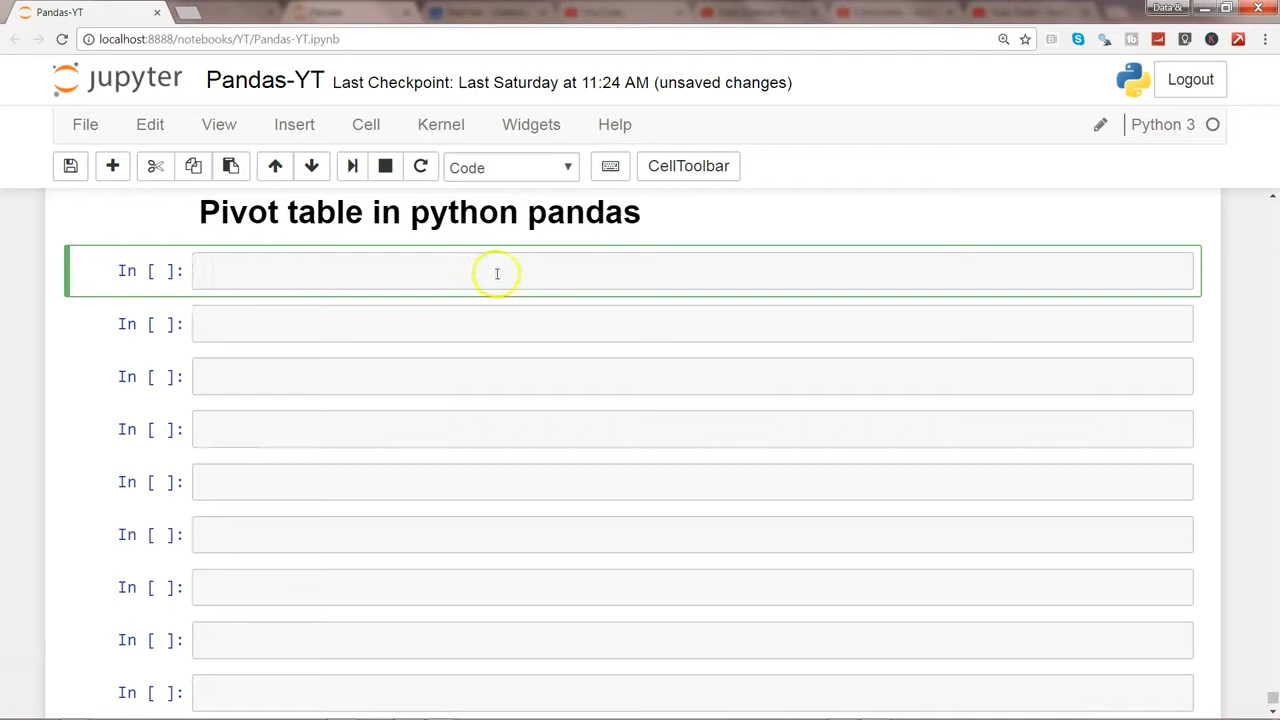 Pandas-YT
Data &
localhost:8888/notebooks/YT/Pandas-YT.ipynb
jupyter Pandas-YT Last Checkpoint: Last Saturday at 11:24 AM (unsaved changes) Logout
File Edit View Insert Cell Kernel Widgets Help Python 3
Code CellToolbar
Pivot table in python pandas
In [ ]:
In [ ]:
In [ ]:
In [ ]:
In [ ]:
In [ ]:
In [ ]:
In [ ]:
In [ ]: